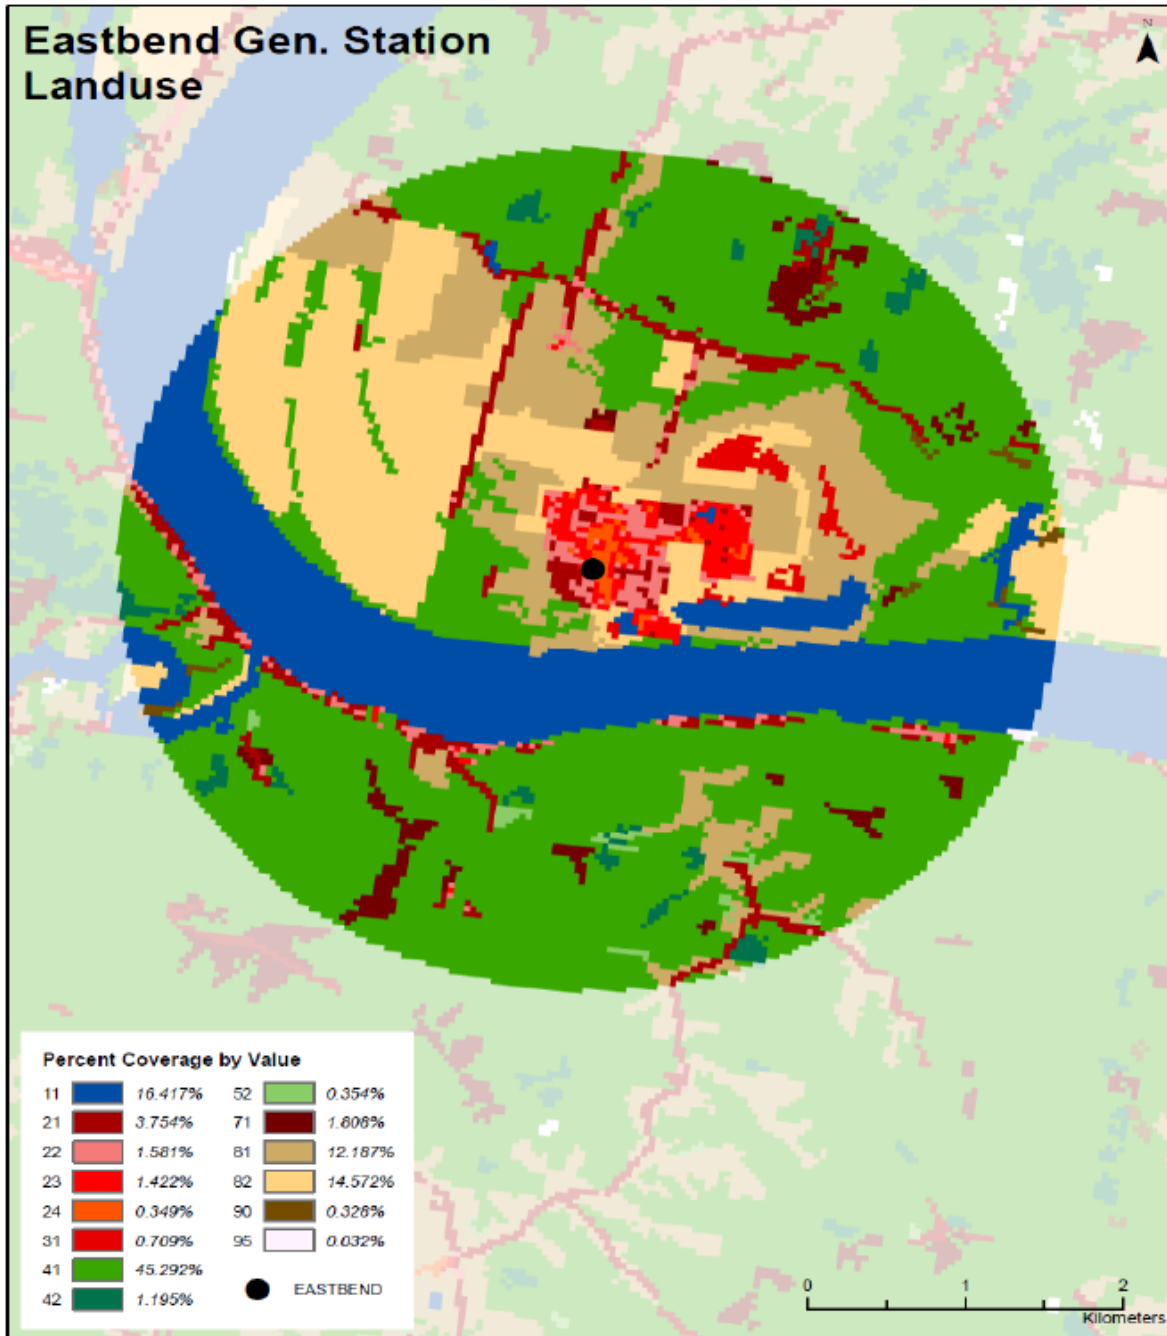 Eastbend Gen. Station
Landuse
N
Percent Coverage by Value
11 16.417% 52 0.354%
21 3.754% 71 1.808%
22 1.581% 81 12.187%
23 1.422% 82 14.572%
24 0.349% 90 0.328%
31 0.709% 95 0.032%
41 45.292% EASTBEND
42 1.195%
0 1 2
Kilometers